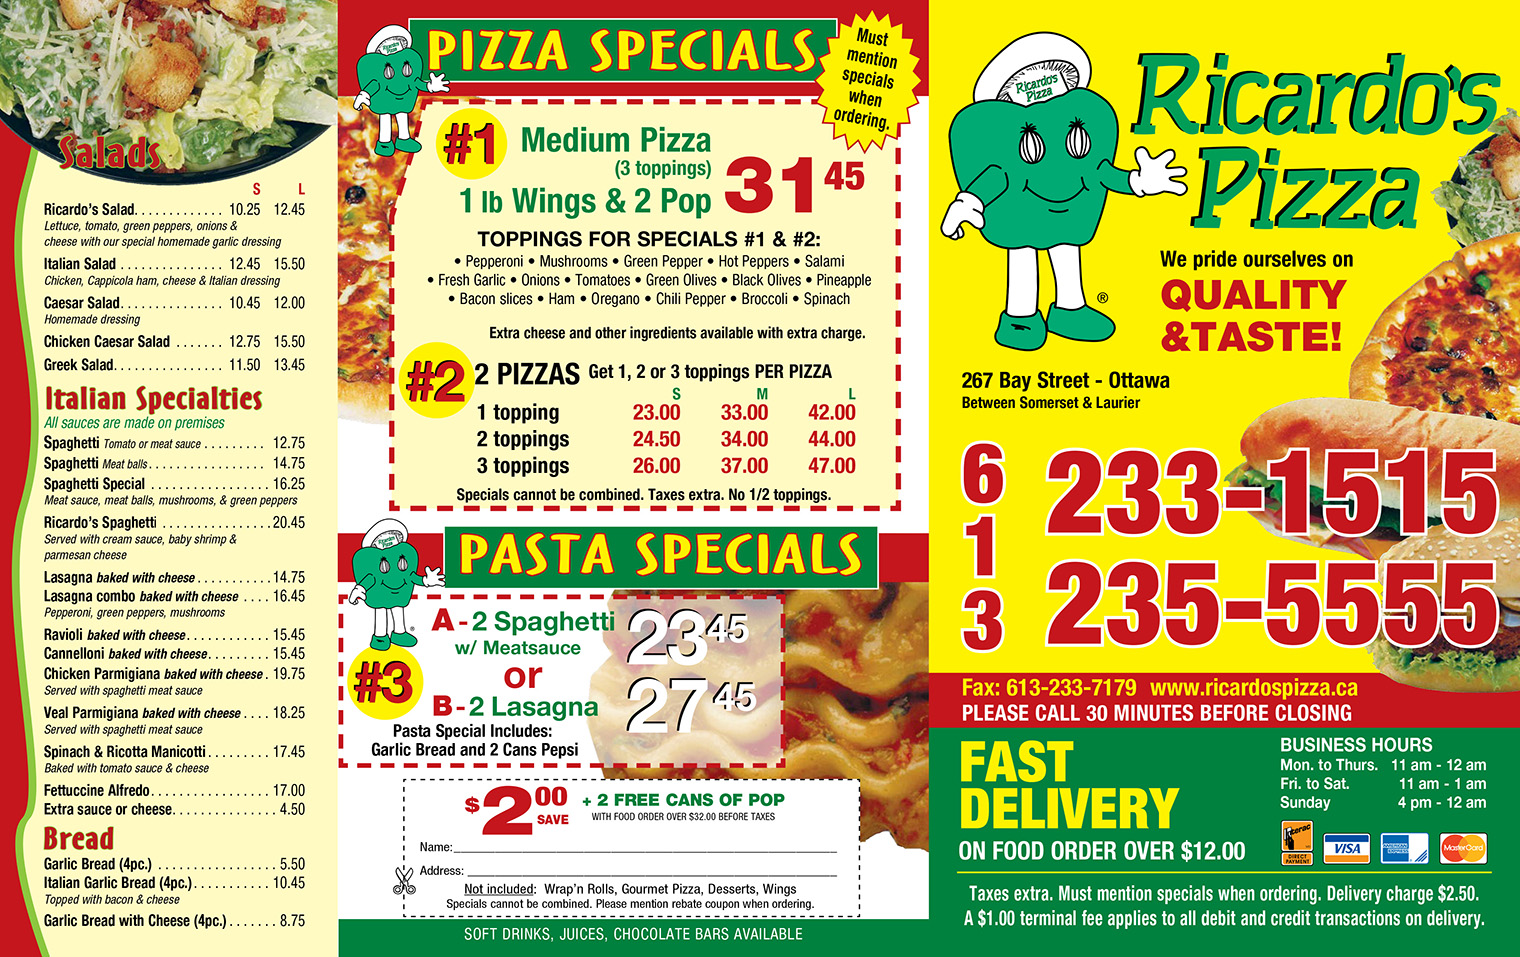 Salads
S L
Ricardo's Salad. . . . . . . . . . . . . 10.25 12.45
Lettuce, tomato, green peppers, onions &
cheese with our special homemade garlic dressing
Italian Salad . . . . . . . . . . . . . . . 12.45 15.50
Chicken, Cappicola ham, cheese & Italian dressing
Caesar Salad. . . . . . . . . . . . . . . 10.45 12.00
Homemade dressing
Chicken Caesar Salad . . . . . . . 12.75 15.50
Greek Salad. . . . . . . . . . . . . . . . 11.50 13.45
Italian Specialties
All sauces are made on premises
Spaghetti Tomato or meat sauce . . . . . . . . . 12.75
Spaghetti Meat balls. . . . . . . . . . . . . . . . . 14.75
Spaghetti Special . . . . . . . . . . . . . . . . . 16.25
Meat sauce, meat balls, mushrooms, & green peppers
Ricardo's Spaghetti . . . . . . . . . . . . . . . . 20.45
Served with cream sauce, baby shrimp &
parmesan cheese
Lasagna baked with cheese . . . . . . . . . . . 14.75
Lasagna combo baked with cheese . . . . 16.45
Pepperoni, green peppers, mushrooms
Ravioli baked with cheese. . . . . . . . . . . . 15.45
Cannelloni baked with cheese. . . . . . . . . 15.45
Chicken Parmigiana baked with cheese . 19.75
Served with spaghetti meat sauce
Veal Parmigiana baked with cheese . . . . 18.25
Served with spaghetti meat sauce
Spinach & Ricotta Manicotti. . . . . . . . . 17.45
Baked with tomato sauce & cheese
Fettuccine Alfredo. . . . . . . . . . . . . . . . . 17.00
Extra sauce or cheese. . . . . . . . . . . . . . . 4.50
Bread
Garlic Bread (4pc.) . . . . . . . . . . . . . . . . . 5.50
Italian Garlic Bread (4pc.). . . . . . . . . . . 10.45
Topped with bacon & cheese
Garlic Bread with Cheese (4pc.). . . . . . . 8.75
Ricardo's
Pizza
PIZZA SPECIALS
Must
mention
specials
when
ordering.
#1
Medium Pizza
(3 toppings)
1 lb Wings & 2 Pop
31 45
TOPPINGS FOR SPECIALS #1 & #2:
• Pepperoni • Mushrooms • Green Pepper • Hot Peppers • Salami
• Fresh Garlic • Onions • Tomatoes • Green Olives • Black Olives • Pineapple
• Bacon slices • Ham • Oregano • Chili Pepper • Broccoli • Spinach
Extra cheese and other ingredients available with extra charge.
#2 2 PIZZAS Get 1, 2 or 3 toppings PER PIZZA
S M L
1 topping 23.00 33.00 42.00
2 toppings 24.50 34.00 44.00
3 toppings 26.00 37.00 47.00
Specials cannot be combined. Taxes extra. No 1/2 toppings.
Ricardo's
Pizza
®
PASTA SPECIALS
#3
A - 2 Spaghetti 23 45
w/ Meatsauce
or
B - 2 Lasagna 27 45
Pasta Special Includes:
Garlic Bread and 2 Cans Pepsi
$2 00 SAVE
+ 2 FREE CANS OF POP
WITH FOOD ORDER OVER $32.00 BEFORE TAXES
Name:
Address:
Not included: Wrap'n Rolls, Gourmet Pizza, Desserts, Wings
Specials cannot be combined. Please mention rebate coupon when ordering.
SOFT DRINKS, JUICES, CHOCOLATE BARS AVAILABLE
Ricardo's
Pizza
®
Ricardo's
Pizza
We pride ourselves on
QUALITY
&TASTE!
267 Bay Street - Ottawa
Between Somerset & Laurier
613
233-1515
235-5555
Fax: 613-233-7179 www.ricardospizza.ca
PLEASE CALL 30 MINUTES BEFORE CLOSING
FAST
DELIVERY
ON FOOD ORDER OVER $12.00
BUSINESS HOURS
Mon. to Thurs. 11 am - 12 am
Fri. to Sat. 11 am - 1 am
Sunday 4 pm - 12 am
Interac
DIRECT
PAYMENT
VISA
AMERICAN
EXPRESS
MasterCard
Taxes extra. Must mention specials when ordering. Delivery charge $2.50.
A $1.00 terminal fee applies to all debit and credit transactions on delivery.